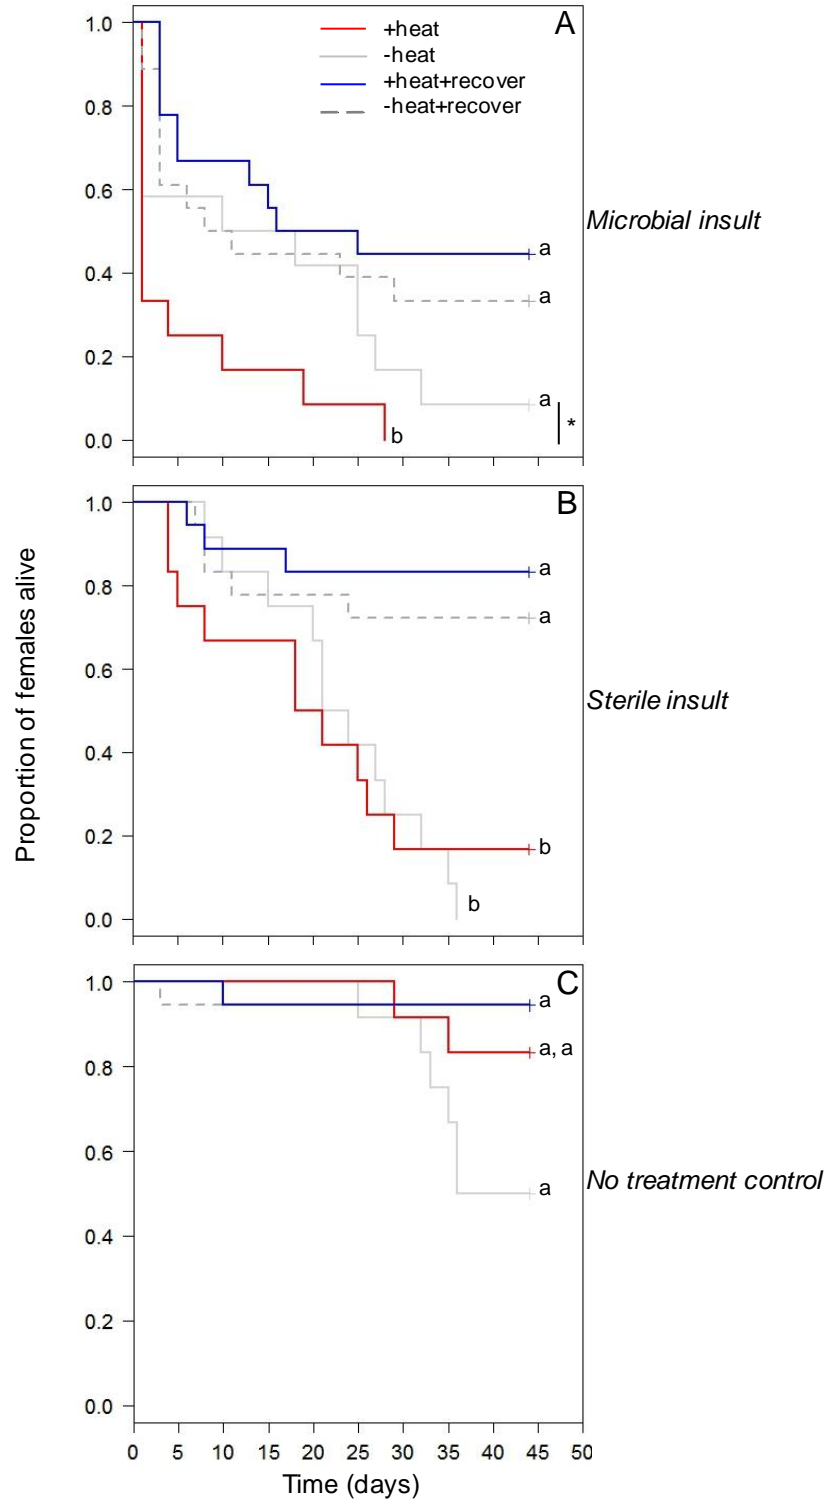 A
+heat
-heat
+heat+recover
-heat+recover
1.0
0.8
0.6
0.4
0.2
0.0
a
a
a
*
b
Microbial insult
B
1.0
0.8
0.6
0.4
0.2
0.0
a
a
b
b
Sterile insult
Proportion of females alive
C
1.0
0.8
0.6
0.4
0.2
0.0
a
a, a
a
No treatment control
0 5 10 15 20 25 30 35 40 45 50
Time (days)